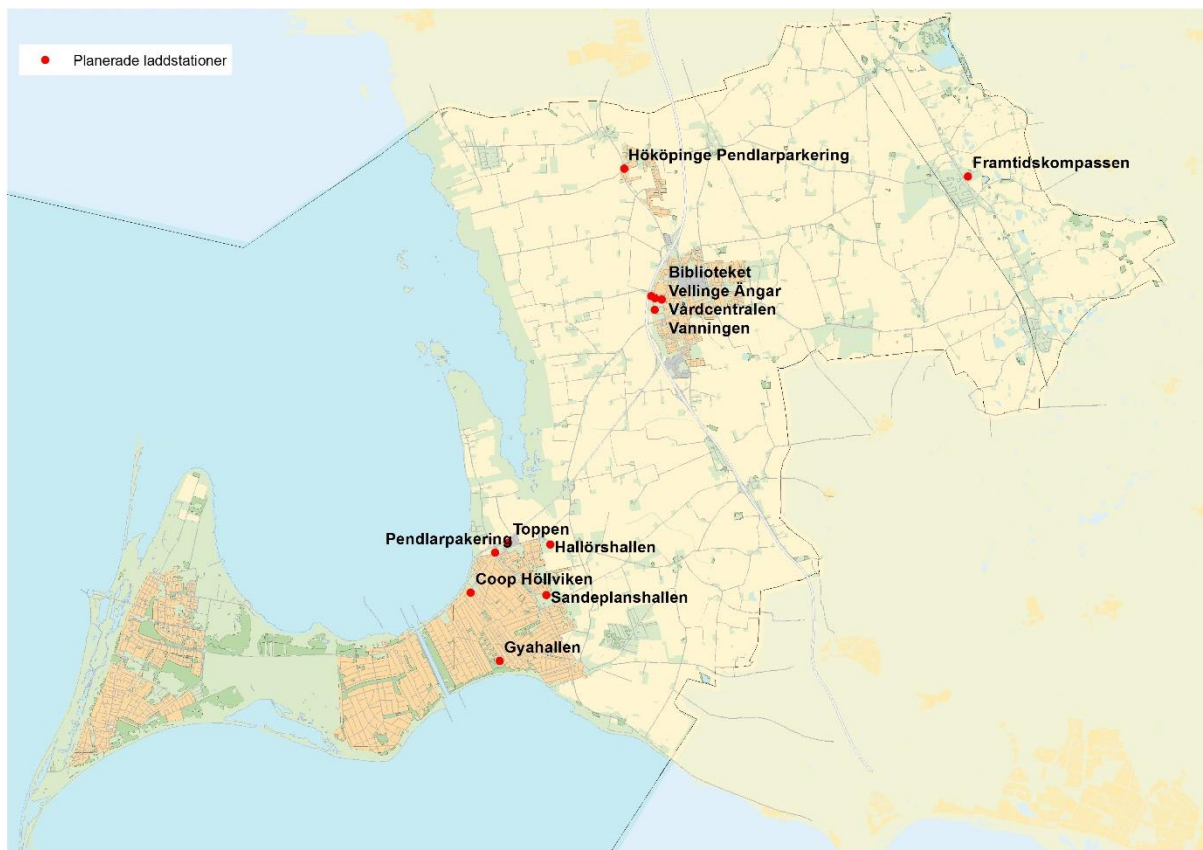 Planerade laddstationer
Hököpinge Pendlarparkering
Framtidskompassen
Biblioteket
Vellinge Ängar
Vårdcentralen
Vanningen
Toppen
Pendlarpakering
Hallörshallen
Coop Höllviken
Sandeplanshallen
Gyahallen